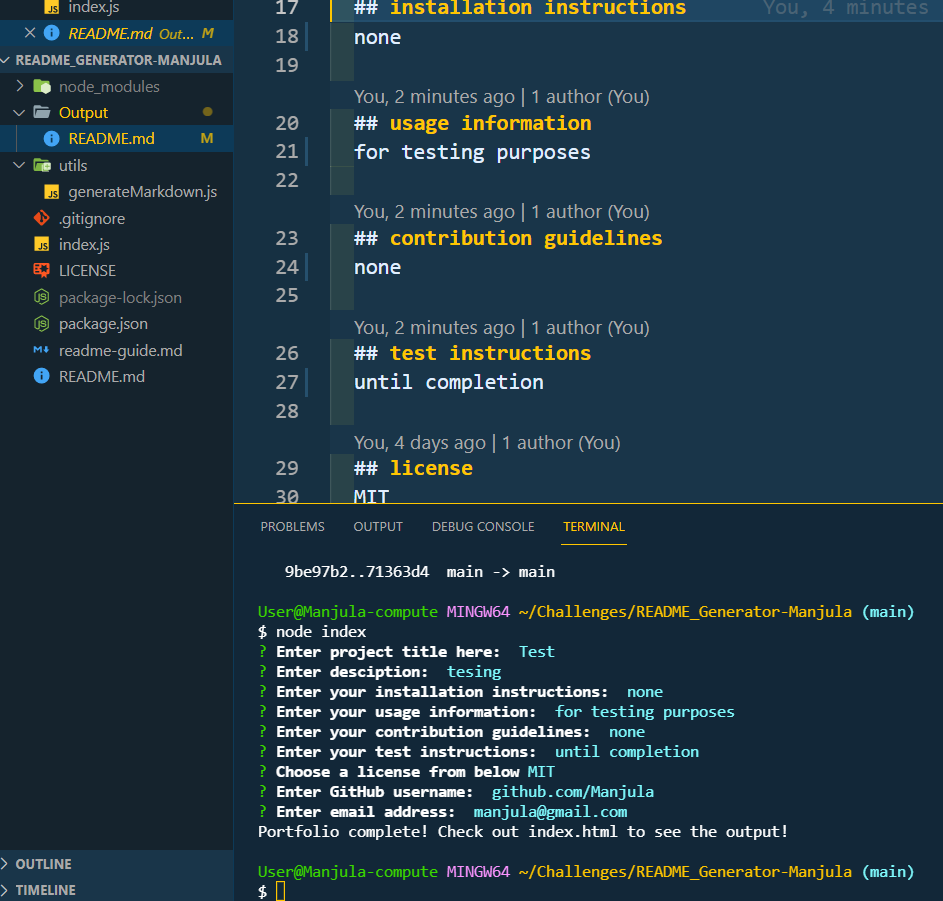 index.js
README.md Out... M
README_GENERATOR-MANJULA
node_modules
Output
README.md M
utils
generateMarkdown.js
.gitignore
index.js
LICENSE
package-lock.json
package.json
readme-guide.md
README.md
OUTLINE
TIMELINE
17 ## installation instructions You, 4 minutes
18 none
19
You, 2 minutes ago | 1 author (You)
20 ## usage information
21 for testing purposes
22
You, 2 minutes ago | 1 author (You)
23 ## contribution guidelines
24 none
25
You, 2 minutes ago | 1 author (You)
26 ## test instructions
27 until completion
28
You, 4 days ago | 1 author (You)
29 ## license
30 MIT
PROBLEMS OUTPUT DEBUG CONSOLE TERMINAL
9be97b2..71363d4 main -> main
User@Manjula-compute MINGW64 ~/Challenges/README_Generator-Manjula (main)
$ node index
? Enter project title here: Test
? Enter desciption: tesing
? Enter your installation instructions: none
? Enter your usage information: for testing purposes
? Enter your contribution guidelines: none
? Enter your test instructions: until completion
? Choose a license from below MIT
? Enter GitHub username: github.com/Manjula
? Enter email address: manjula@gmail.com
Portfolio complete! Check out index.html to see the output!
User@Manjula-compute MINGW64 ~/Challenges/README_Generator-Manjula (main)
$